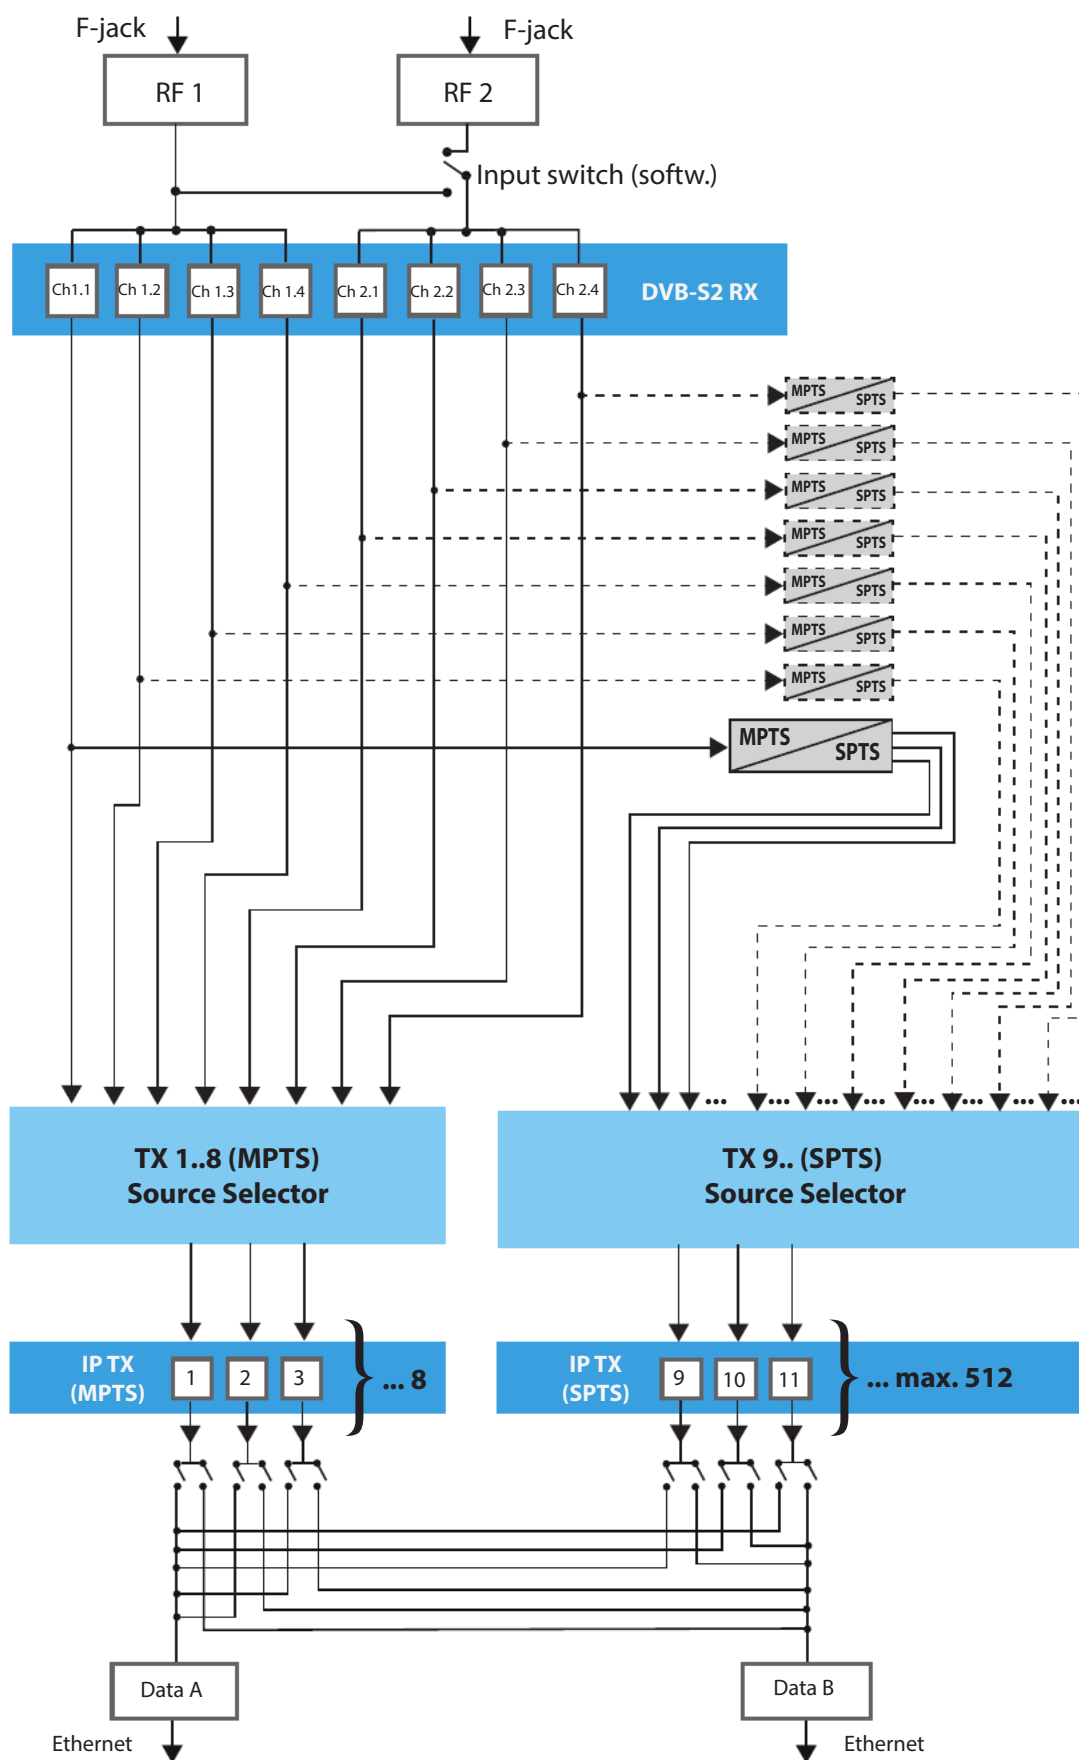 F-jack
F-jack
RF 1
RF 2
Input switch (softw.)
Ch1.1
Ch 1.2
Ch 1.3
Ch 1.4
Ch 2.1
Ch 2.2
Ch 2.3
Ch 2.4
DVB-S2 RX
MPTS
SPTS
MPTS
SPTS
MPTS
SPTS
MPTS
SPTS
MPTS
SPTS
MPTS
SPTS
MPTS
SPTS
MPTS
SPTS
... ... ... ... ... ... ... ...
TX 1..8 (MPTS)
Source Selector
TX 9.. (SPTS)
Source Selector
IP TX
(MPTS)
1
2
3
} ... 8
IP TX
(SPTS)
9
10
11
} ... max. 512
Data A
Data B
Ethernet
Ethernet